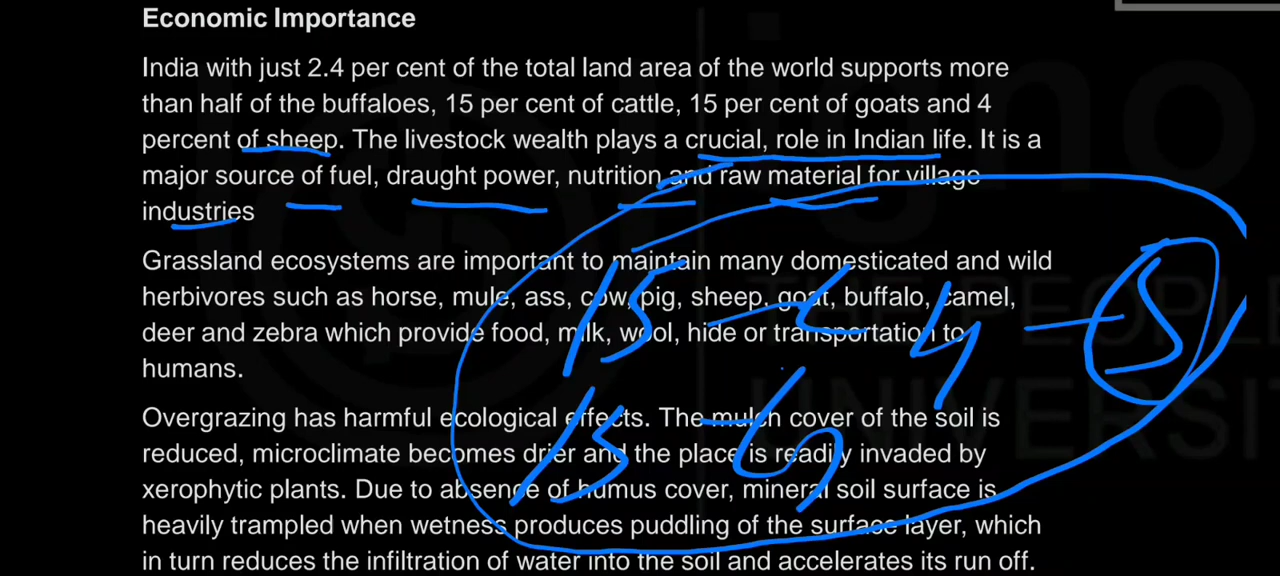 Economic Importance
India with just 2.4 per cent of the total land area of the world supports more
than half of the buffaloes, 15 per cent of cattle, 15 per cent of goats and 4
percent of sheep. The livestock wealth plays a crucial, role in Indian life. It is a
major source of fuel, draught power, nutrition and raw material for village
industries
Grassland ecosystems are important to maintain many domesticated and wild
herbivores such as horse, mule, ass, cow, pig, sheep, goat, buffalo, camel,
deer and zebra which provide food, milk, wool, hide or transportation to
humans.
15 - C 4 - S
15 - G
Overgrazing has harmful ecological effects. The mulch cover of the soil is
reduced, microclimate becomes drier and the place is readily invaded by
xerophytic plants. Due to absence of humus cover, mineral soil surface is
heavily trampled when wetness produces puddling of the surface layer, which
in turn reduces the infiltration of water into the soil and accelerates its run off.
THE PEOPLE'S
UNIVERSITY